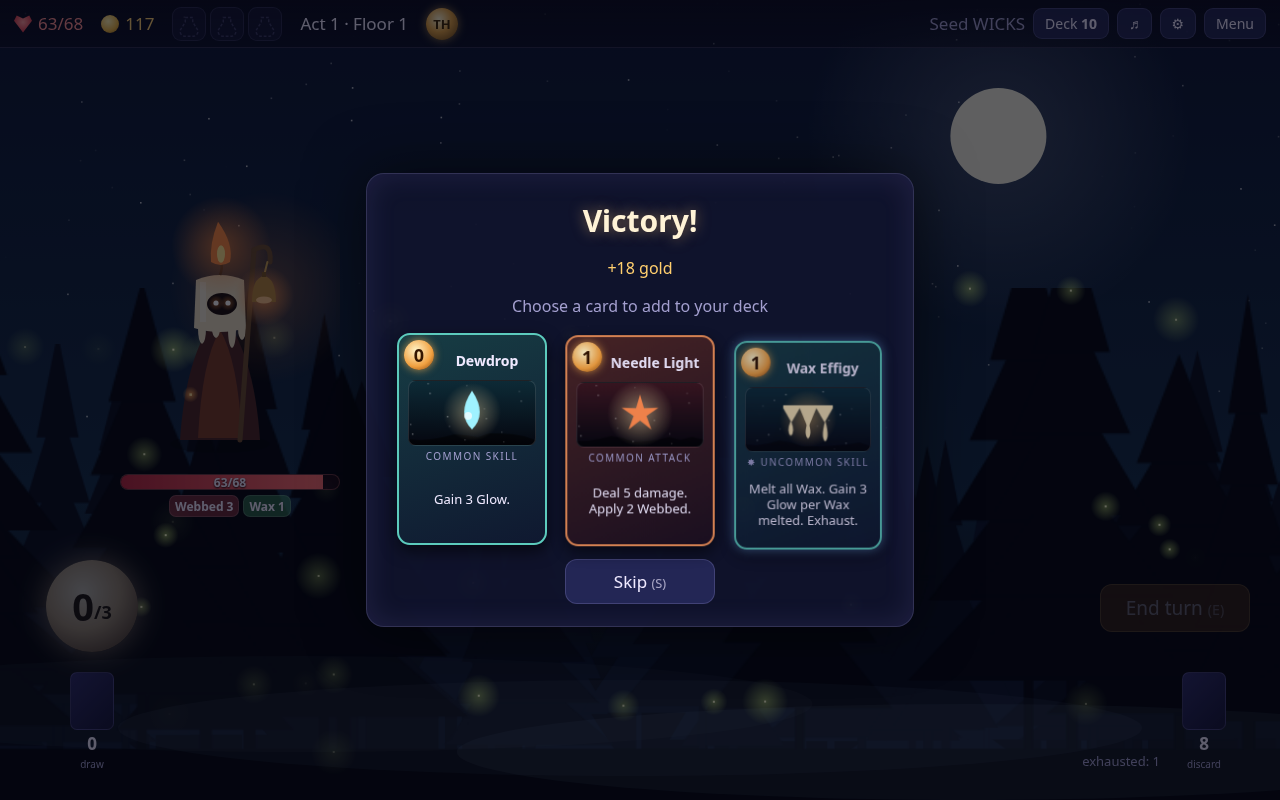 63/68
117
Act 1 · Floor 1
TH
Seed WICKS
Deck 10
Menu
Victory!
+18 gold
Choose a card to add to your deck
0
Dewdrop
COMMON SKILL
Gain 3 Glow.
1
Needle Light
COMMON ATTACK
Deal 5 damage.
Apply 2 Webbed.
1
Wax Effigy
UNCOMMON SKILL
Melt all Wax. Gain 3
Glow per Wax
melted. Exhaust.
Skip (S)
63/68
Webbed 3
Wax 1
0/3
End turn (E)
0
draw
exhausted: 1
8
discard